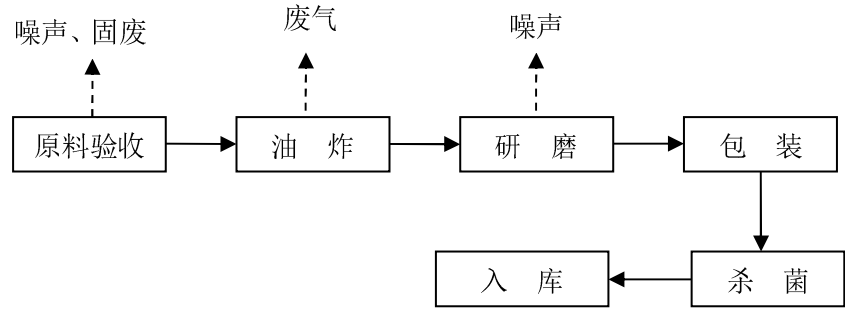 噪声、固废
废气
噪声
原料验收
油 炸
研 磨
包 装
入 库
杀 菌